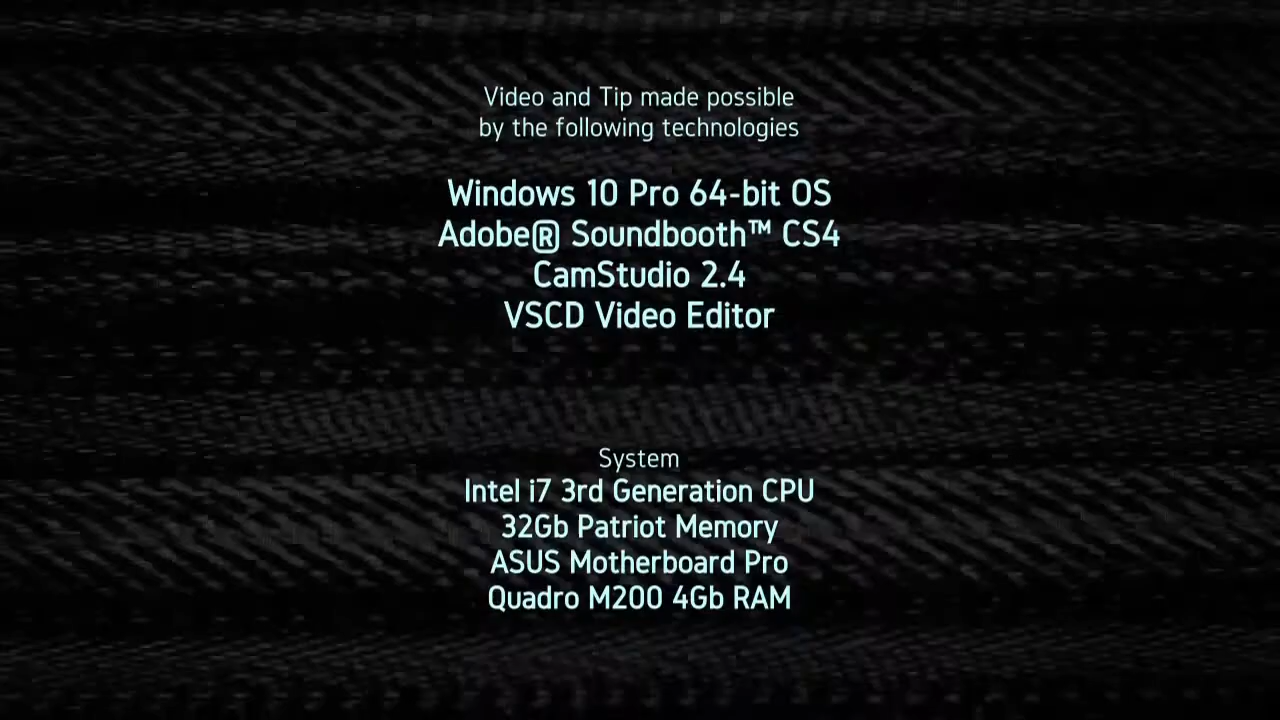 Video and Tip made possible
by the following technologies
Windows 10 Pro 64-bit OS
Adobe® Soundbooth™ CS4
CamStudio 2.4
VSCD Video Editor
System
Intel i7 3rd Generation CPU
32Gb Patriot Memory
ASUS Motherboard Pro
Quadro M200 4Gb RAM